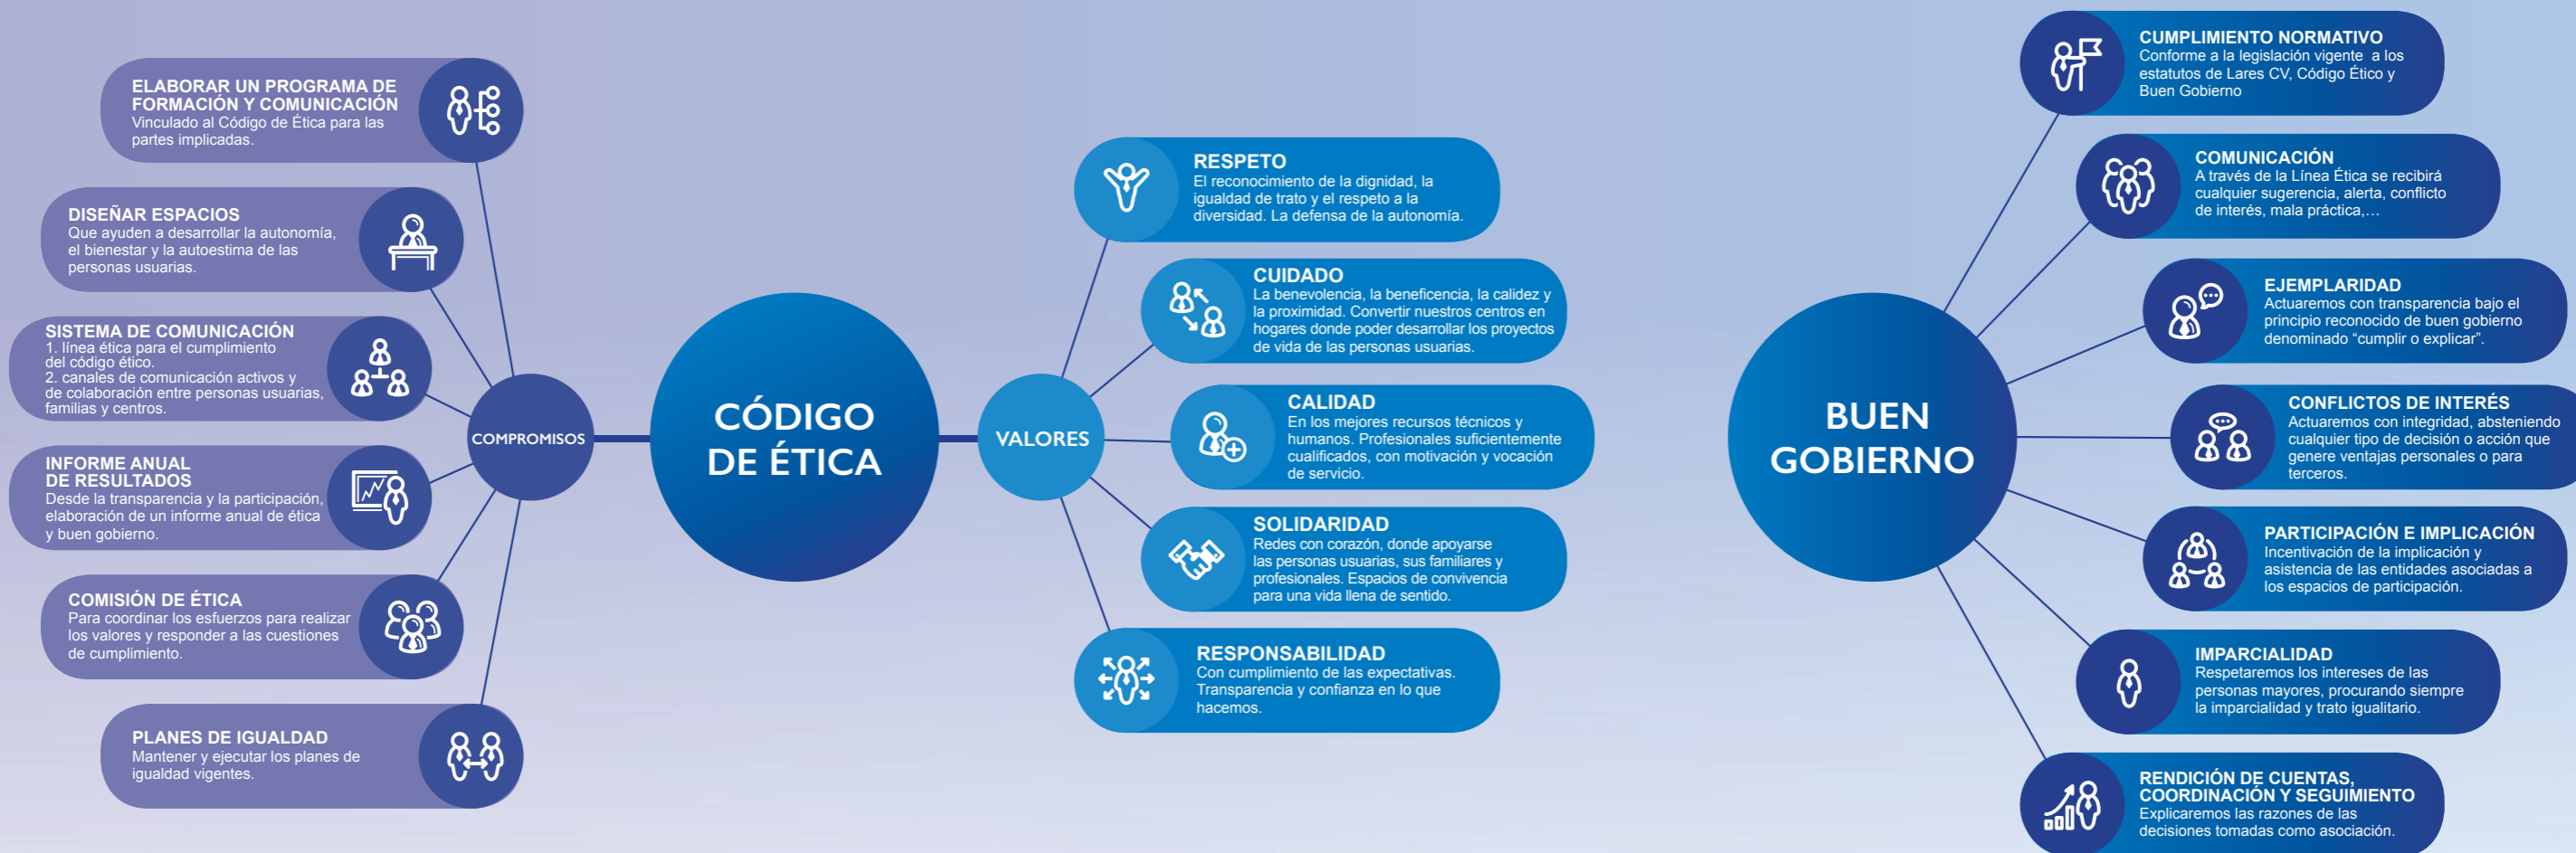 ELABORAR UN PROGRAMA DE
FORMACIÓN Y COMUNICACIÓN
Vinculado al Código de Ética para las
partes implicadas.
DISEÑAR ESPACIOS
Que ayuden a desarrollar la autonomía,
el bienestar y la autoestima de las
personas usuarias.
SISTEMA DE COMUNICACIÓN
1. línea ética para el cumplimiento
del código ético.
2. canales de comunicación activos y
de colaboración entre personas usuarias,
familias y centros.
INFORME ANUAL
DE RESULTADOS
Desde la transparencia y la participación,
elaboración de un informe anual de ética
y buen gobierno.
COMISIÓN DE ÉTICA
Para coordinar los esfuerzos para realizar
los valores y responder a las cuestiones
de cumplimiento.
PLANES DE IGUALDAD
Mantener y ejecutar los planes de
igualdad vigentes.
COMPROMISOS
CÓDIGO
DE ÉTICA
VALORES
RESPETO
El reconocimiento de la dignidad, la
igualdad de trato y el respeto a la
diversidad. La defensa de la autonomía.
CUIDADO
La benevolencia, la beneficencia, la calidez y
la proximidad. Convertir nuestros centros en
hogares donde poder desarrollar los proyectos
de vida de las personas usuarias.
CALIDAD
En los mejores recursos técnicos y
humanos. Profesionales suficientemente
cualificados, con motivación y vocación
de servicio.
SOLIDARIDAD
Redes con corazón, donde apoyarse
las personas usuarias, sus familiares y
profesionales. Espacios de convivencia
para una vida llena de sentido.
RESPONSABILIDAD
Con cumplimiento de las expectativas.
Transparencia y confianza en lo que
hacemos.
BUEN
GOBIERNO
CUMPLIMIENTO NORMATIVO
Conforme a la legislación vigente a los
estatutos de Lares CV, Código Ético y
Buen Gobierno
COMUNICACIÓN
A través de la Línea Ética se recibirá
cualquier sugerencia, alerta, conflicto
de interés, mala práctica,…
EJEMPLARIDAD
Actuaremos con transparencia bajo el
principio reconocido de buen gobierno
denominado “cumplir o explicar”.
CONFLICTOS DE INTERÉS
Actuaremos con integridad, absteniendo
cualquier tipo de decisión o acción que
genere ventajas personales o para
terceros.
PARTICIPACIÓN E IMPLICACIÓN
Incentivación de la implicación y
asistencia de las entidades asociadas a
los espacios de participación.
IMPARCIALIDAD
Respetaremos los intereses de las
personas mayores, procurando siempre
la imparcialidad y trato igualitario.
RENDICIÓN DE CUENTAS,
COORDINACIÓN Y SEGUIMIENTO
Explicaremos las razones de las
decisiones tomadas como asociación.